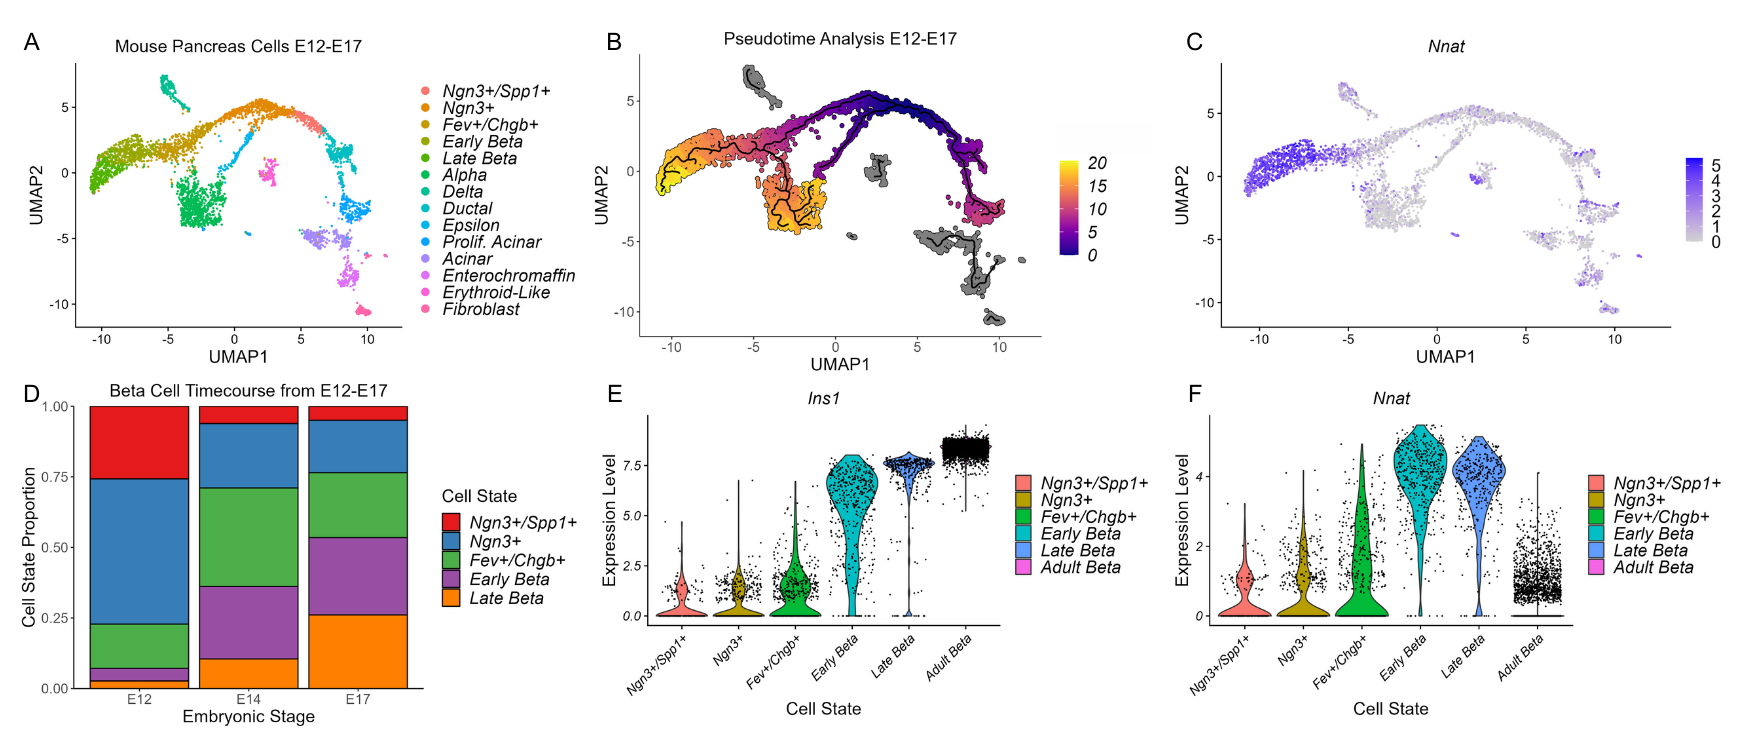 A
Mouse Pancreas Cells E12-E17
UMAP2
5
0
-5
-10
-10
-5
0
5
10
UMAP1
Ngn3+/Spp1+
Ngn3+
Fev+/Chgb+
Early Beta
Late Beta
Alpha
Delta
Ductal
Epsilon
Prolif. Acinar
Acinar
Enterochromaffin
Erythroid-Like
Fibroblast
B
Pseudotime Analysis E12-E17
UMAP2
5
0
-5
-10
-10
-5
0
5
10
UMAP1
20
15
10
5
0
C
Nnat
UMAP2
5
0
-5
-10
-10
-5
0
5
10
UMAP1
5
4
3
2
1
0
D
Beta Cell Timecourse from E12-E17
Cell State Proportion
1.00
0.75
0.50
0.25
0.00
E12
E14
E17
Embryonic Stage
Cell State
Ngn3+/Spp1+
Ngn3+
Fev+/Chgb+
Early Beta
Late Beta
E
Ins1
Expression Level
7.5
5.0
2.5
0.0
Ngn3+/Spp1+
Ngn3+
Fev+/Chgb+
Early Beta
Late Beta
Adult Beta
Cell State
Ngn3+/Spp1+
Ngn3+
Fev+/Chgb+
Early Beta
Late Beta
Adult Beta
F
Nnat
Expression Level
4
2
0
Ngn3+/Spp1+
Ngn3+
Fev+/Chgb+
Early Beta
Late Beta
Adult Beta
Cell State
Ngn3+/Spp1+
Ngn3+
Fev+/Chgb+
Early Beta
Late Beta
Adult Beta